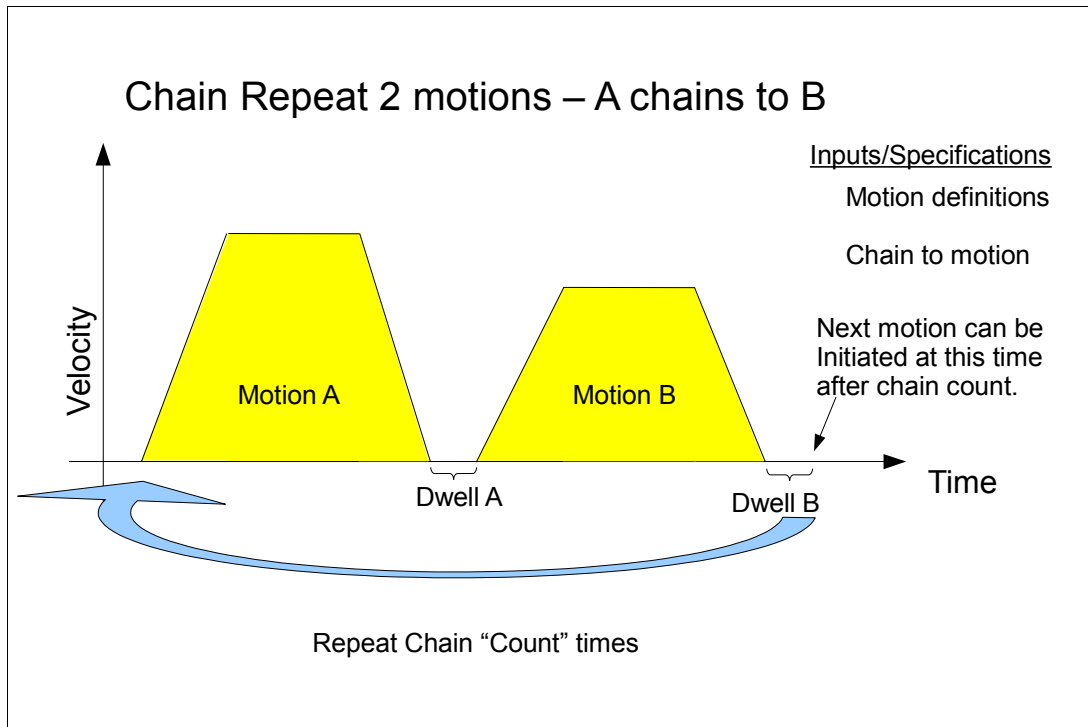 Chain Repeat 2 motions – A chains to B
Inputs/Specifications
Motion definitions
Chain to motion
Next motion can be
Initiated at this time
after chain count.
Velocity
Motion A
Motion B
Dwell A
Dwell B
Time
Repeat Chain “Count” times